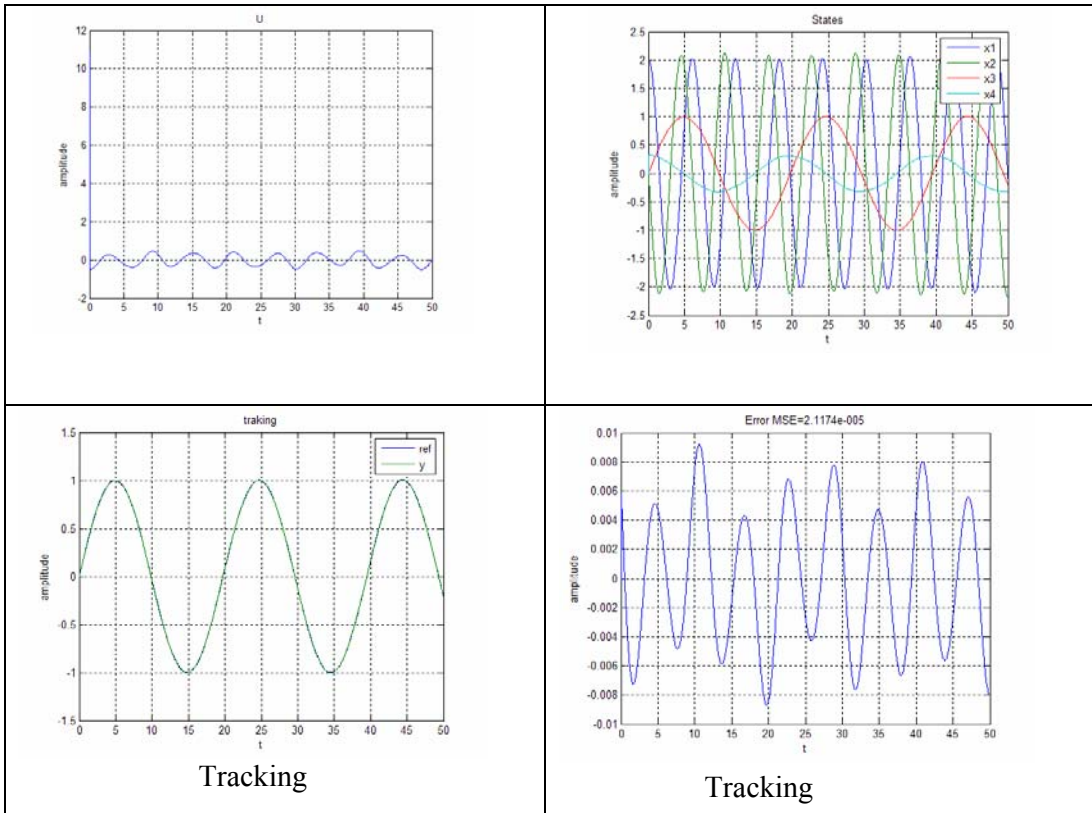 U
12
10
8
6
4
2
0
-2
amplitude
0 5 10 15 20 25 30 35 40 45 50
t
States
2.5
2
1.5
1
0.5
0
-0.5
-1
-1.5
-2
-2.5
amplitude
x1
x2
x3
x4
0 5 10 15 20 25 30 35 40 45 50
t
traking
1.5
1
0.5
0
-0.5
-1
-1.5
amplitude
ref
y
0 5 10 15 20 25 30 35 40 45 50
t
Tracking
Error MSE=2.1174e-005
0.01
0.008
0.006
0.004
0.002
0
-0.002
-0.004
-0.006
-0.008
-0.01
amplitude
0 5 10 15 20 25 30 35 40 45 50
t
Tracking